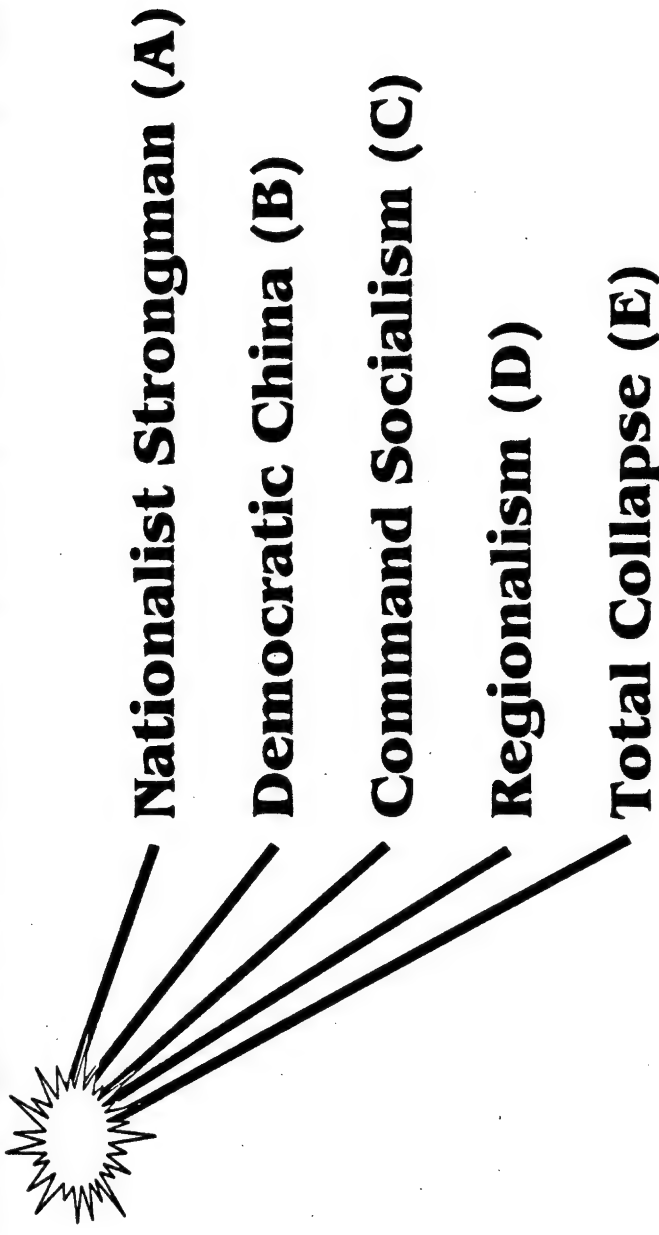 Nationalist Strongman (A)
Democratic China (B)
Command Socialism (C)
Regionalism (D)
Total Collapse (E)